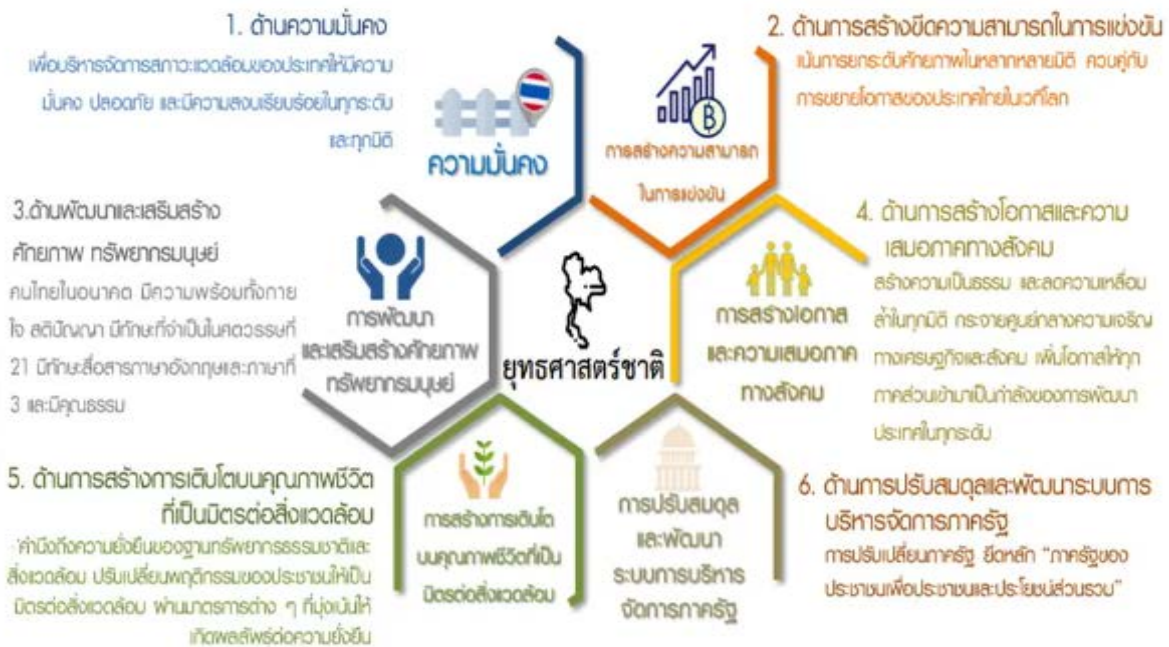 1. ด้านความมั่นคง
เพื่อบริหารจัดการสภาวะแวดล้อมของประเทศให้มีความ
มั่นคง ปลอดภัย และมีความสงบเรียบร้อยในทุกระดับ
และทุกมิติ
ความมั่นคง
2. ด้านการสร้างขีดความสามารถในการแข่งขัน
เน้นการยกระดับศักยภาพในหลากหลายมิติ ควบคู่กับ
การขยายโอกาสของประเทศไทยในเวทีโลก
การสร้างความสามารถ
ในการแข่งขัน
3.ด้านพัฒนาและเสริมสร้าง
ศักยภาพ ทรัพยากรมนุษย์
คนไทยในอนาคต มีความพร้อมทั้งกาย
ใจ สติปัญญา มีทักษะที่จำเป็นในศตวรรษที่
21 มีทักษะสื่อสารภาษาอังกฤษและภาษาที่
3 และมีคุณธรรม
การพัฒนา
และเสริมสร้างศักยภาพ
ทรัพยากรมนุษย์
ยุทธศาสตร์ชาติ
การสร้างโอกาส
และความเสมอภาค
ทางสังคม
4. ด้านการสร้างโอกาสและความ
เสมอภาคทางสังคม
สร้างความเป็นธรรม และลดความเหลื่อม
ล้ำในทุกมิติ กระจายศูนย์กลางความเจริญ
ทางเศรษฐกิจและสังคม เพิ่มโอกาสให้ทุก
ภาคส่วนเข้ามาเป็นกำลังของการพัฒนา
ประเทศในทุกระดับ
5. ด้านการสร้างการเติบโตบนคุณภาพชีวิต
ที่เป็นมิตรต่อสิ่งแวดล้อม
คำนึงถึงความยั่งยืนของฐานทรัพยากรธรรมชาติและ
สิ่งแวดล้อม ปรับเปลี่ยนพฤติกรรมของประชาชนให้เป็น
มิตรต่อสิ่งแวดล้อม ผ่านมาตรการต่าง ๆ ที่มุ่งเน้นให้
เกิดผลลัพธ์ต่อความยั่งยืน
การสร้างการเติบโต
บนคุณภาพชีวิตที่เป็น
มิตรต่อสิ่งแวดล้อม
การปรับสมดุล
และพัฒนา
ระบบการบริหาร
จัดการภาครัฐ
6. ด้านการปรับสมดุลและพัฒนาระบบการ
บริหารจัดการภาครัฐ
การปรับเปลี่ยนภาครัฐ ยึดหลัก "ภาครัฐของ
ประชาชนเพื่อประชาชนและประโยชน์ส่วนรวม"